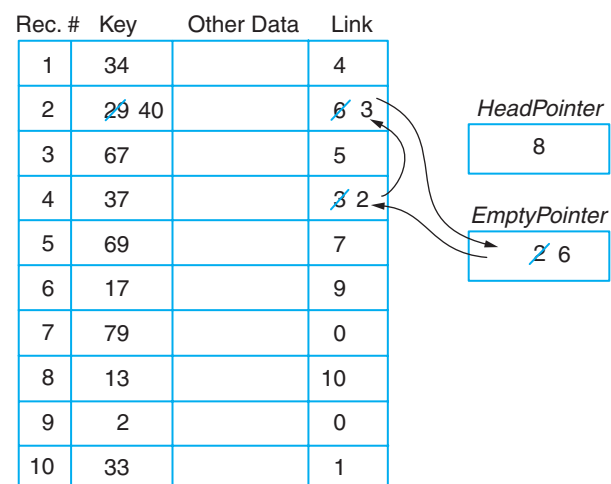 Rec. # Key Other Data Link
1 34 4
2 29 40 6 3
HeadPointer
8
3 67 5
4 37 3 2
EmptyPointer
2 6
5 69 7
6 17 9
7 79 0
8 13 10
9 2 0
10 33 1